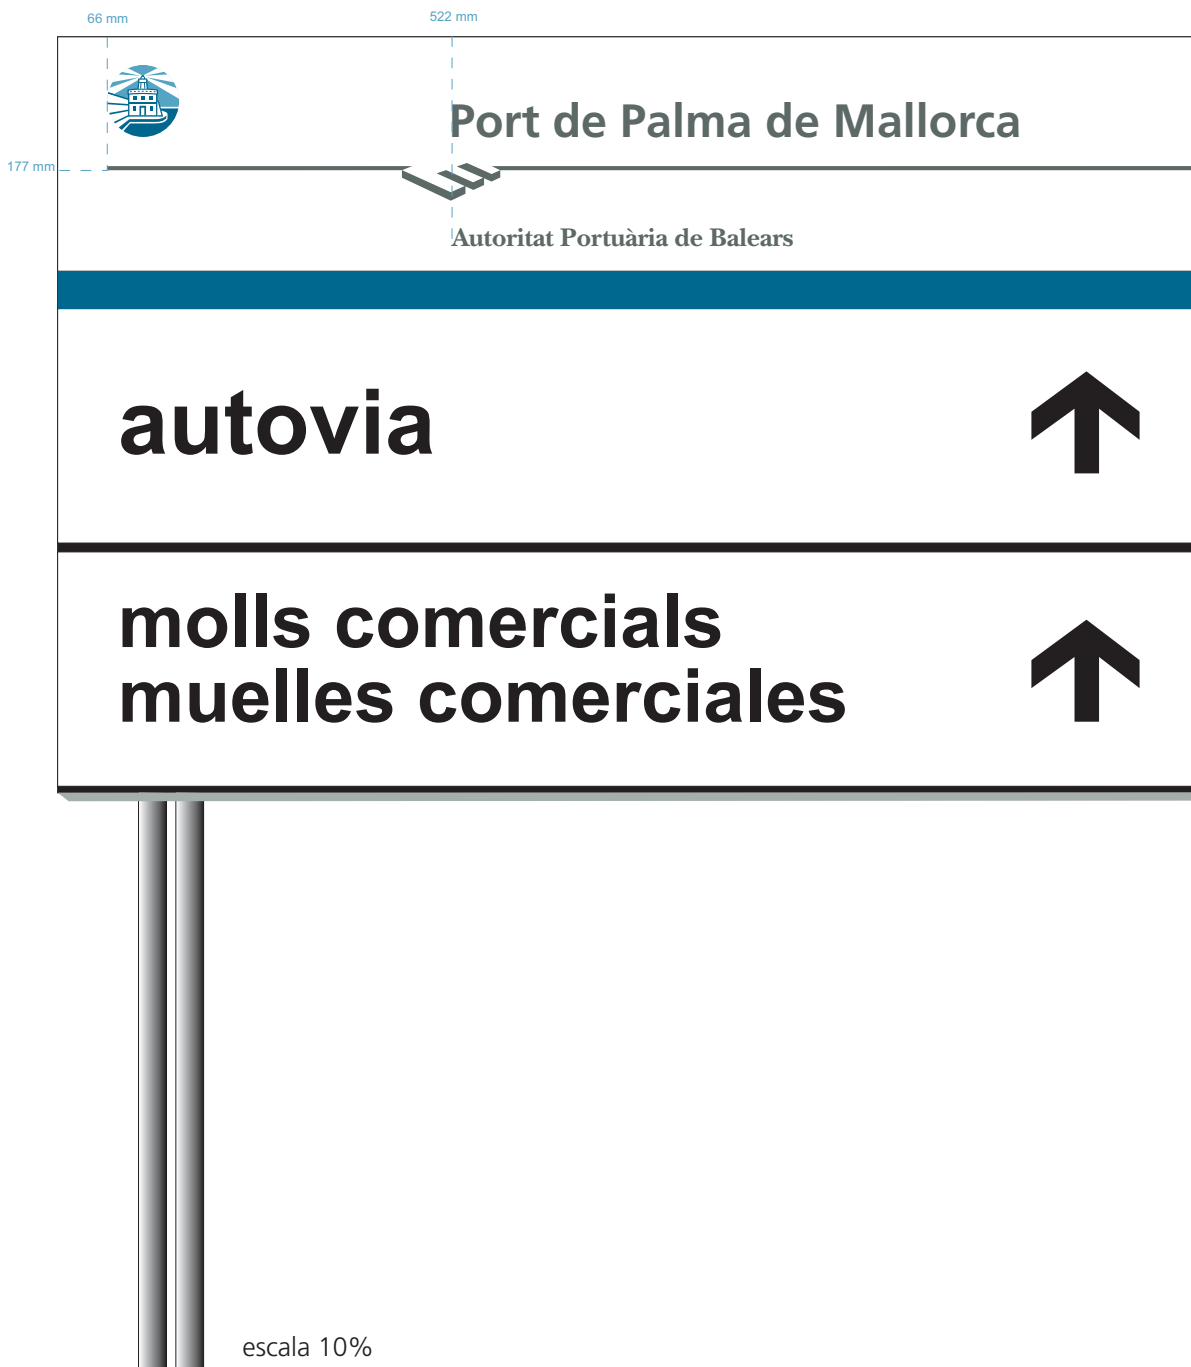 66 mm
522 mm
Port de Palma de Mallorca
177 mm
Autoritat Portuària de Balears
autovia
molls comercials
muelles comerciales
escala 10%